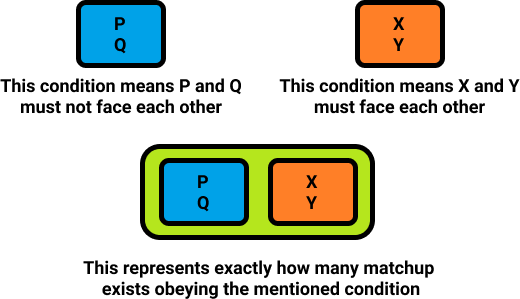 P
Q
X
Y
This condition means P and Q
must not face each other
This condition means X and Y
must face each other
P
Q
X
Y
This represents exactly how many matchup
exists obeying the mentioned condition